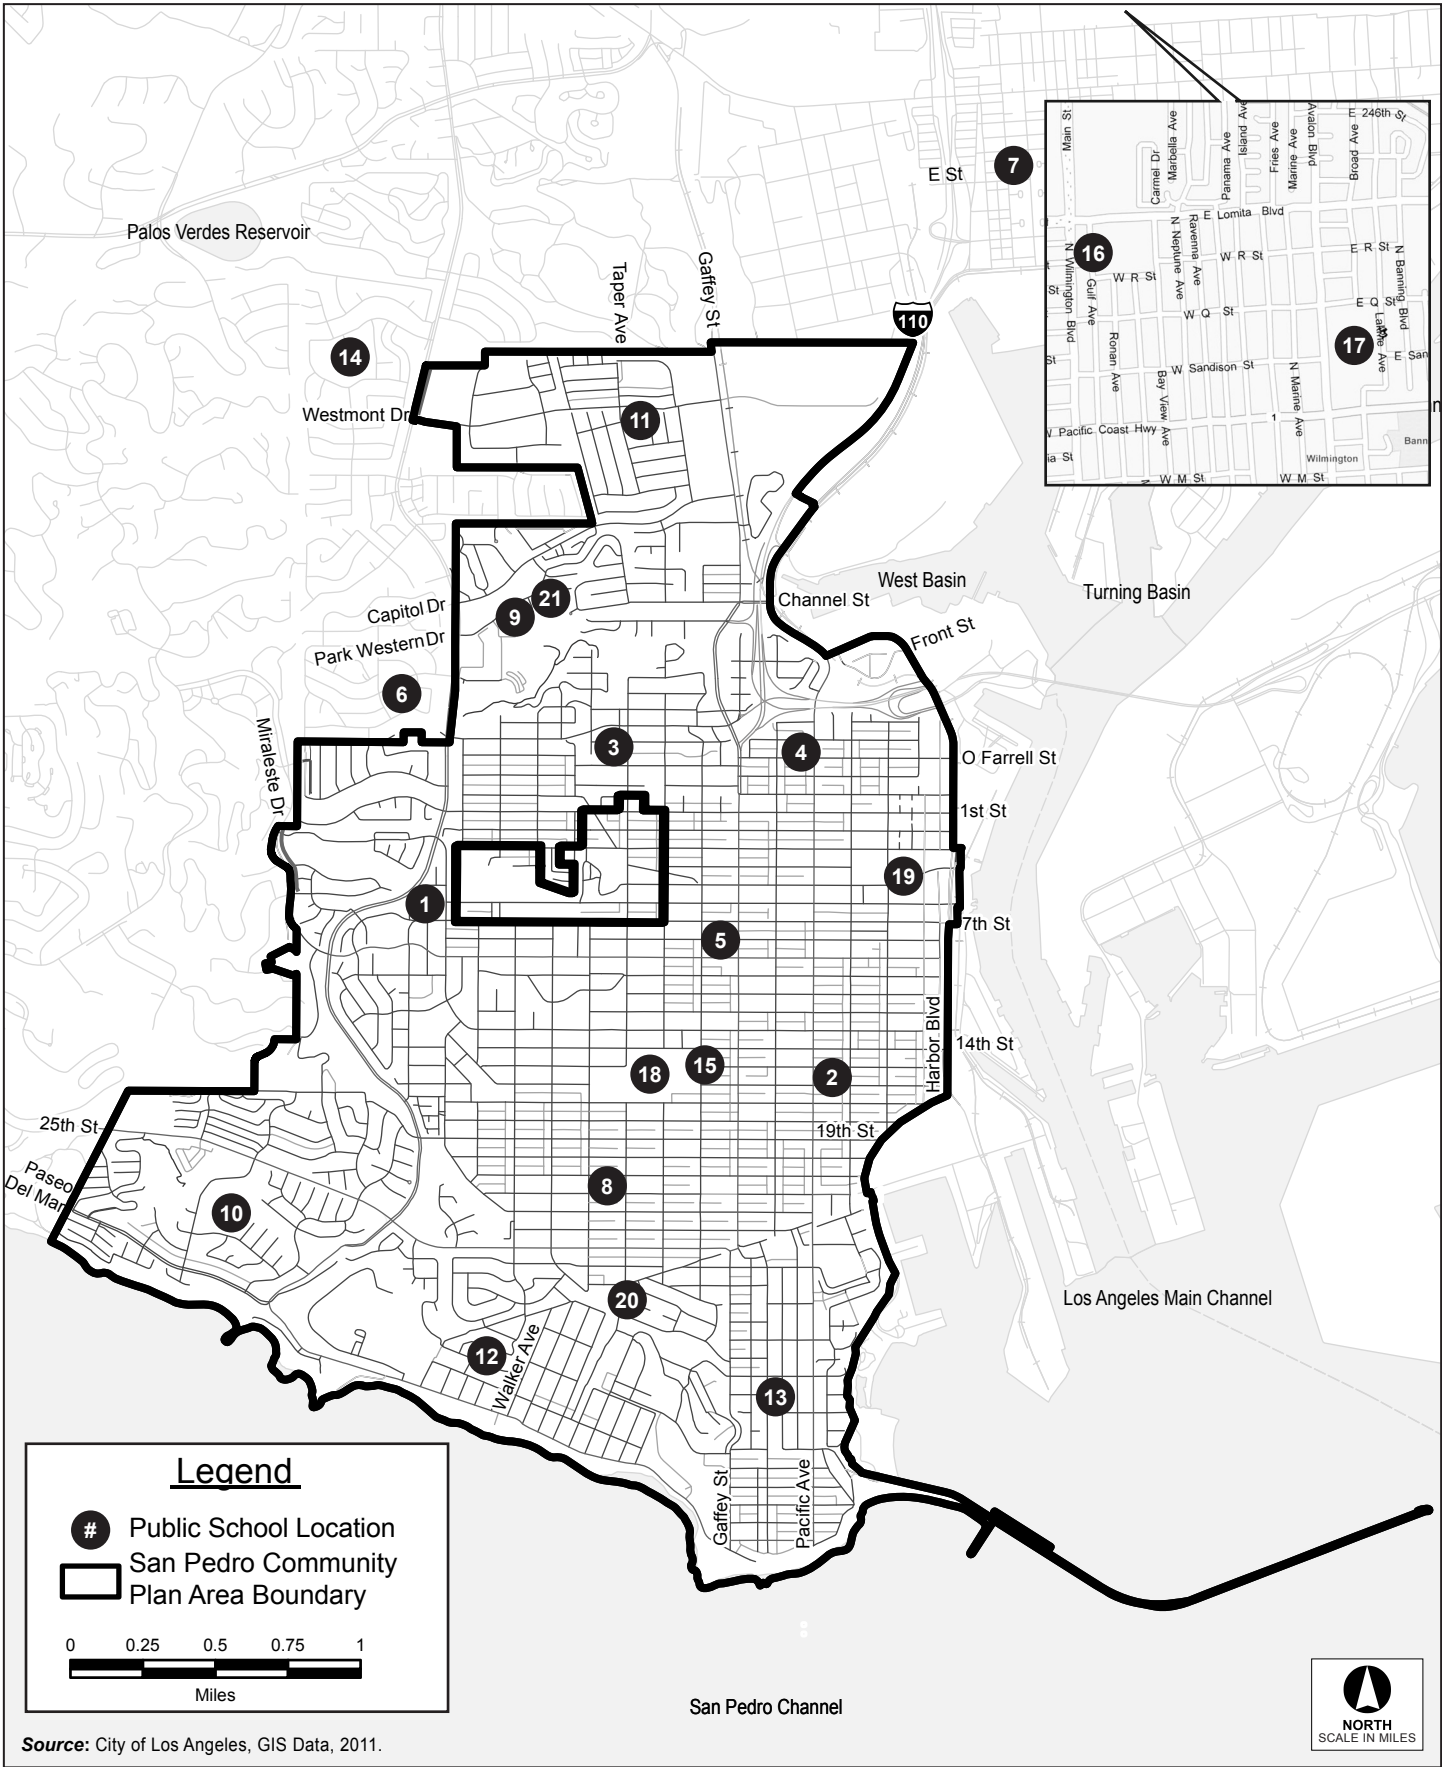 E St
7
Palos Verdes Reservoir
Taper Ave
Gaffey St
110
14
Westmont Dr
11
Main St
Carmel Dr
Marbella Ave
Panama Ave
Island Ave
Fries Ave
Marine Ave
Avalon Blvd
Broad Ave
E 246th St
E Lomita Blvd
16
N Wilmington Blvd
Gulf Ave
N Neptune Ave
Ravenna Ave
W R St
W R St
E R St
N Banning Blvd
St
W Q St
E Q St
17
Ronan Ave
St
W Sandison St
E San
Bay View Ave
N Marine Ave
1
W Pacific Coast Hwy
Bann
ia St
Wilmington
W M St
W M St
West Basin
Turning Basin
Channel St
Capitol Dr
21
9
Park Western Dr
Front St
6
Miraleste Dr
3
4
O Farrell St
1st St
19
1
7th St
5
Harbor Blvd
14th St
18
15
2
25th St
19th St
Paseo
Del Mar
8
10
20
Los Angeles Main Channel
12
Walker Ave
13
Gaffey St
Pacific Ave
Legend
# Public School Location
San Pedro Community
Plan Area Boundary
0 0.25 0.5 0.75 1
Miles
San Pedro Channel
NORTH
SCALE IN MILES
Source: City of Los Angeles, GIS Data, 2011.